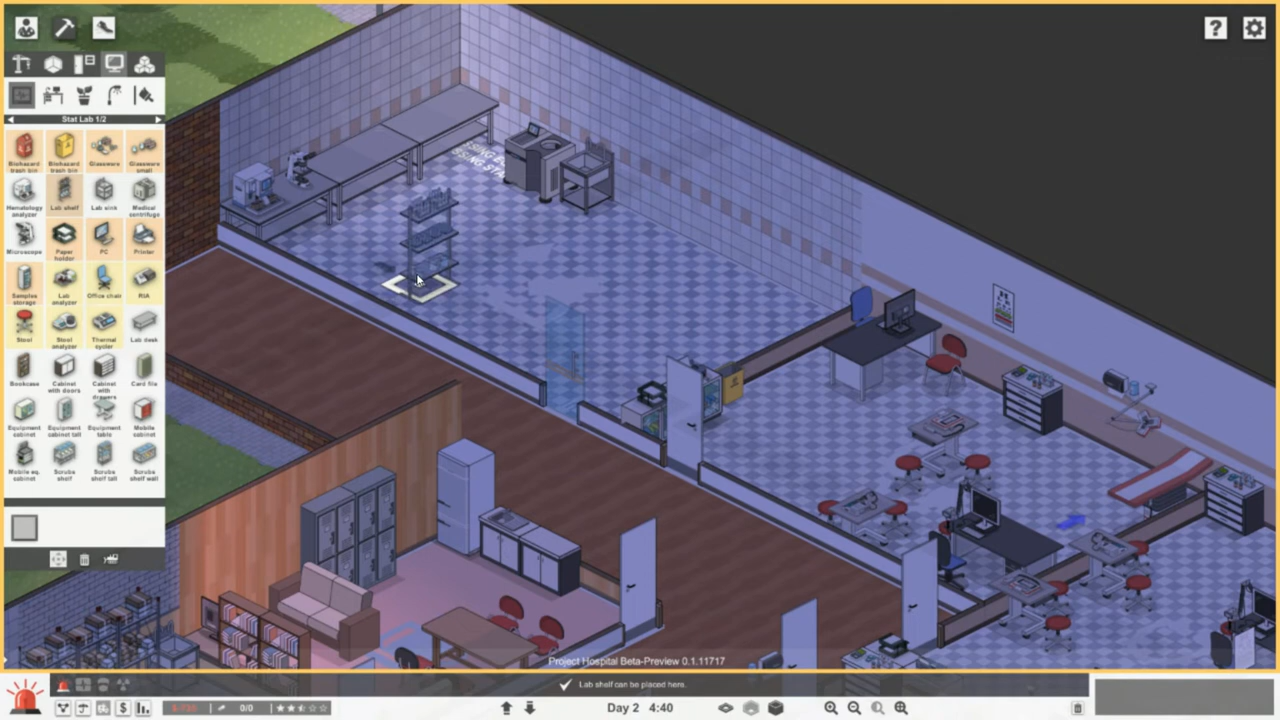 ?
Stat Lab 1/2
Biohazard trash bin
Biohazard trash bin
Glassware
Glassware small
Hematology analyzer
Lab shelf
Lab sink
Medical centrifuge
Microscope
Paper holder
PC
Printer
Samples storage
Lab analyzer
Office chair
RIA
Stool
Stool analyzer
Thermal cycler
Lab desk
Bookcase
Cabinet with doors
Cabinet with drawers
Card file
Equipment cabinet
Equipment cabinet tall
Equipment table
Mobile cabinet
Mobile eq. cabinet
Scrubs shelf
Scrubs shelf tall
Scrubs shelf wall
Project Hospital Beta-Preview 0.1.11717
Lab shelf can be placed here.
0/0
Day 2 4:40